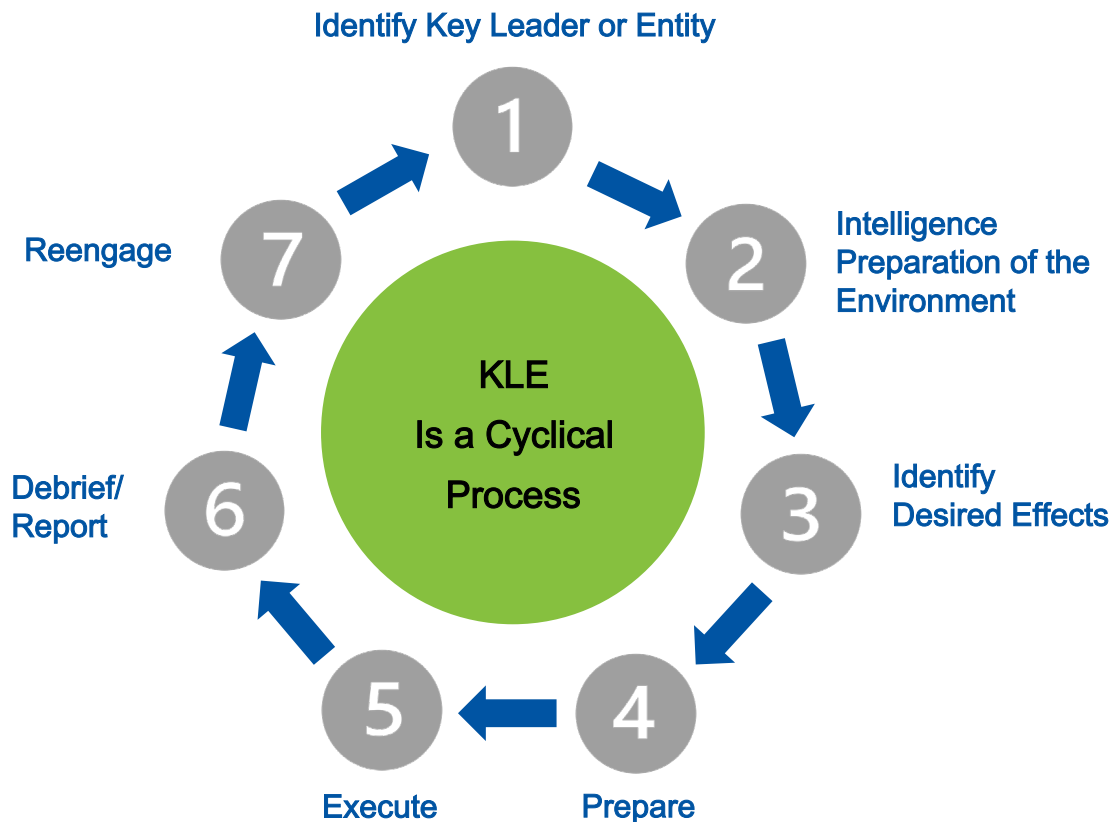 Identify Key Leader or Entity
1
2
Intelligence
Preparation of the
Environment
3
Identify
Desired Effects
4
Prepare
5
Execute
6
Debrief/
Report
7
Reengage
KLE
Is a Cyclical
Process